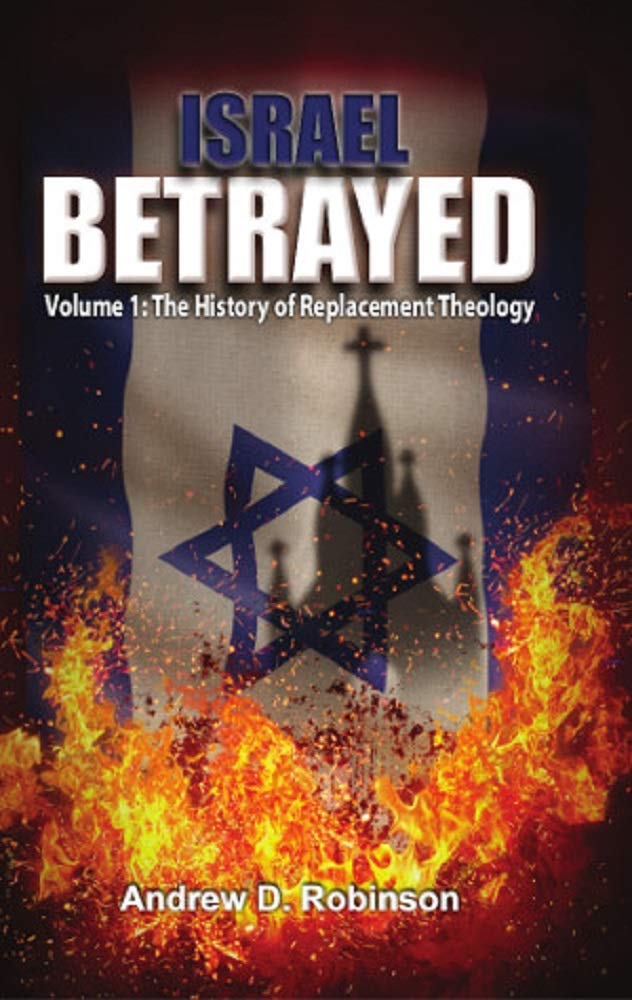 ISRAEL
BETRAYED
Volume 1: The History of Replacement Theology
Andrew D. Robinson